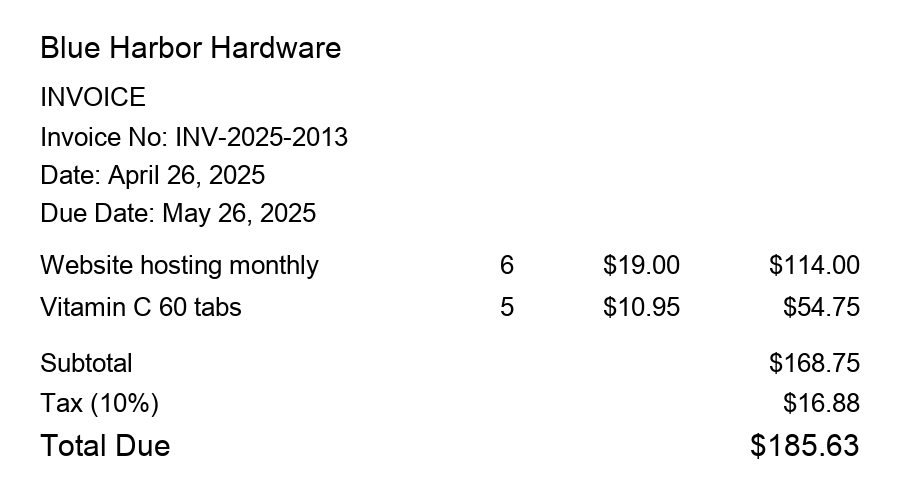 Blue Harbor Hardware
INVOICE
Invoice No: INV-2025-2013
Date: April 26, 2025
Due Date: May 26, 2025
Website hosting monthly 6 $19.00 $114.00
Vitamin C 60 tabs 5 $10.95 $54.75
Subtotal $168.75
Tax (10%) $16.88
Total Due $185.63